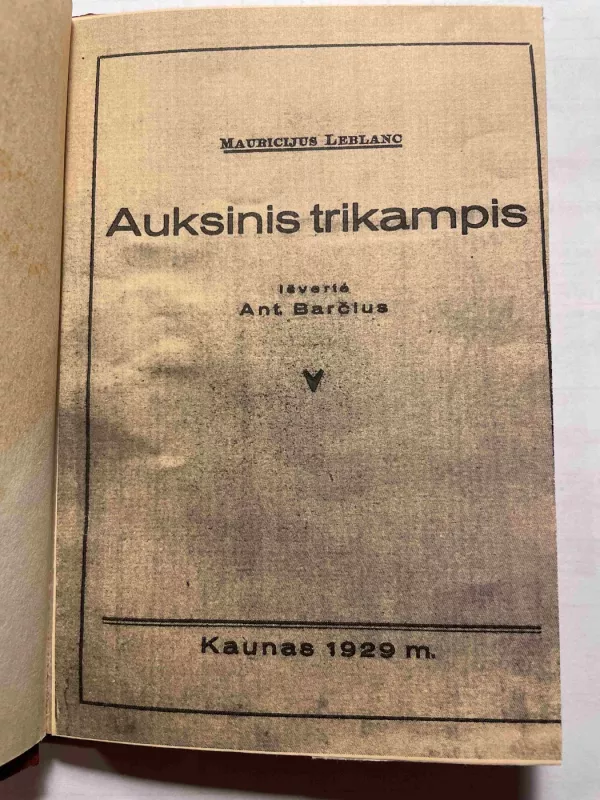 Mauricijus Leblanc
Auksinis trikampis
Išvertė
Ant. Barčius
Kaunas 1929 m.